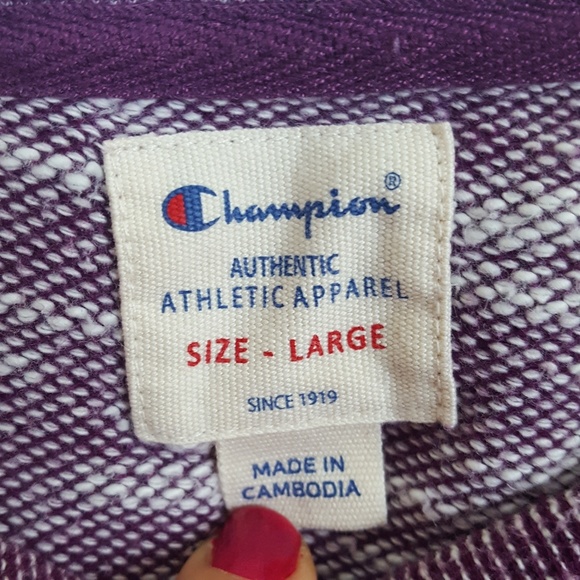 Champion®
AUTHENTIC
ATHLETIC APPAREL
SIZE - LARGE
SINCE 1919
MADE IN
CAMBODIA